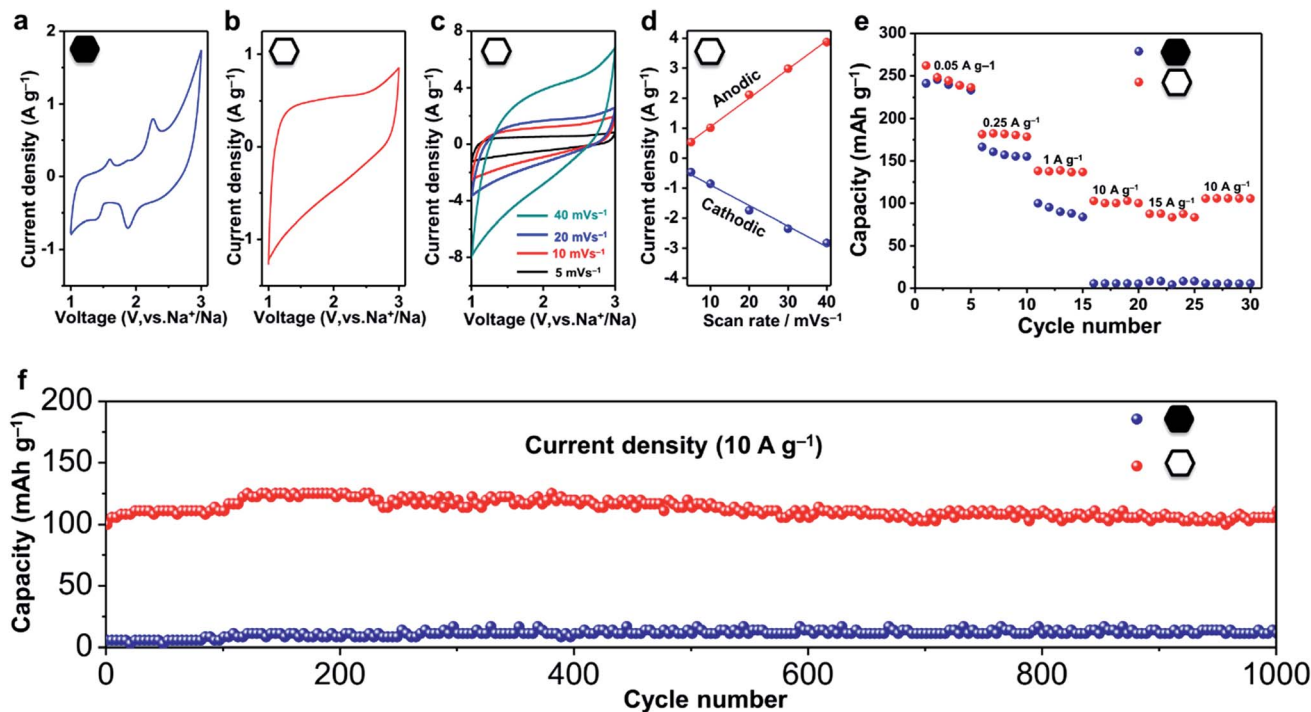 a
1
0
-1
1
2
3
Current density (A g⁻¹)
Voltage (V,vs.Na⁺/Na)
b
1
0
-1
1
2
3
Current density (A g⁻¹)
Voltage (V,vs.Na⁺/Na)
c
8
4
0
-4
-8
1
2
3
40 mVs⁻¹
20 mVs⁻¹
10 mVs⁻¹
5 mVs⁻¹
Current density (A g⁻¹)
Voltage (V,vs.Na⁺/Na)
d
4
3
2
1
0
-1
-2
-3
-4
10
20
30
40
Anodic
Cathodic
Current density (A g⁻¹)
Scan rate / mVs⁻¹
e
300
250
200
150
100
50
0
0
5
10
15
20
25
30
0.05 A g⁻¹
0.25 A g⁻¹
1 A g⁻¹
10 A g⁻¹
15 A g⁻¹
10 A g⁻¹
Capacity (mAh g⁻¹)
Cycle number
f
200
150
100
50
0
0
200
400
600
800
1000
Current density (10 A g⁻¹)
Capacity (mAh g⁻¹)
Cycle number